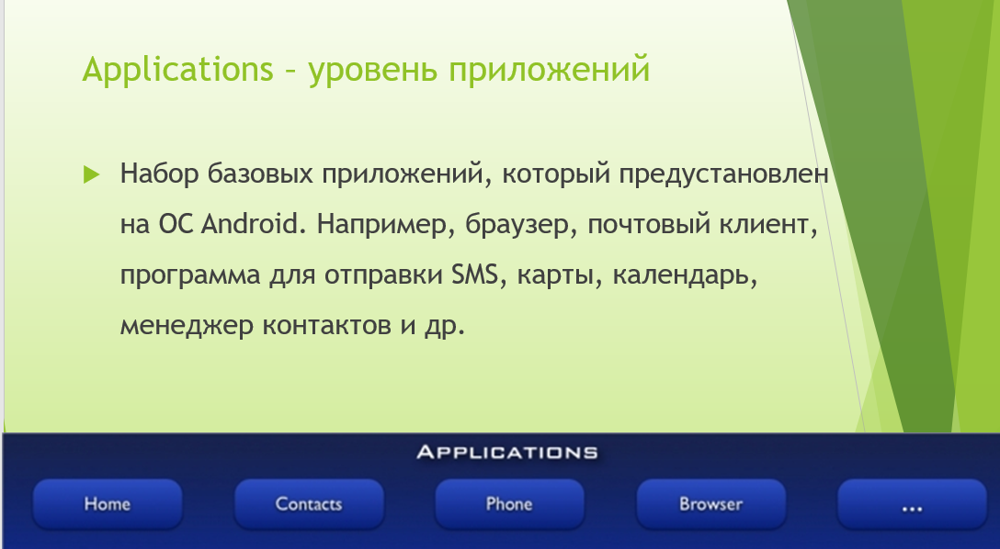 Applications – уровень приложений
Набор базовых приложений, который предустановлен
на ОС Android. Например, браузер, почтовый клиент,
программа для отправки SMS, карты, календарь,
менеджер контактов и др.
APPLICATIONS
Home
Contacts
Phone
Browser
...